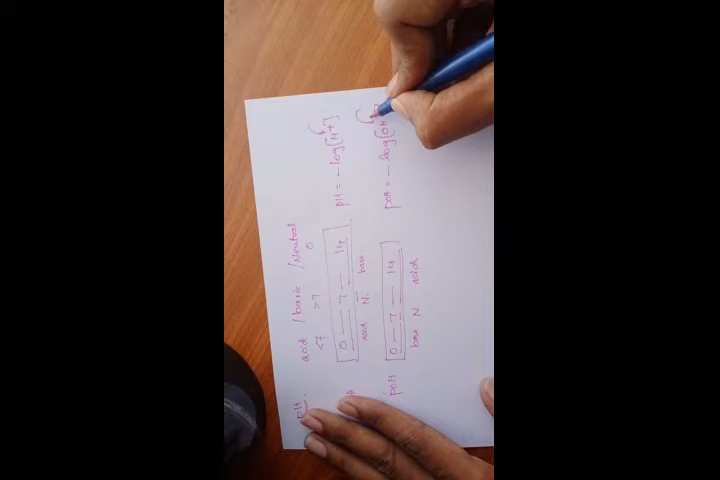 pH.
acid / basic / Neutral.
<7 >7 0
0 — 7 — 14 pH = - log[H+]
acid N. base.
pOH 0 — 7 — 14 pOH = - log[OH
base N acid